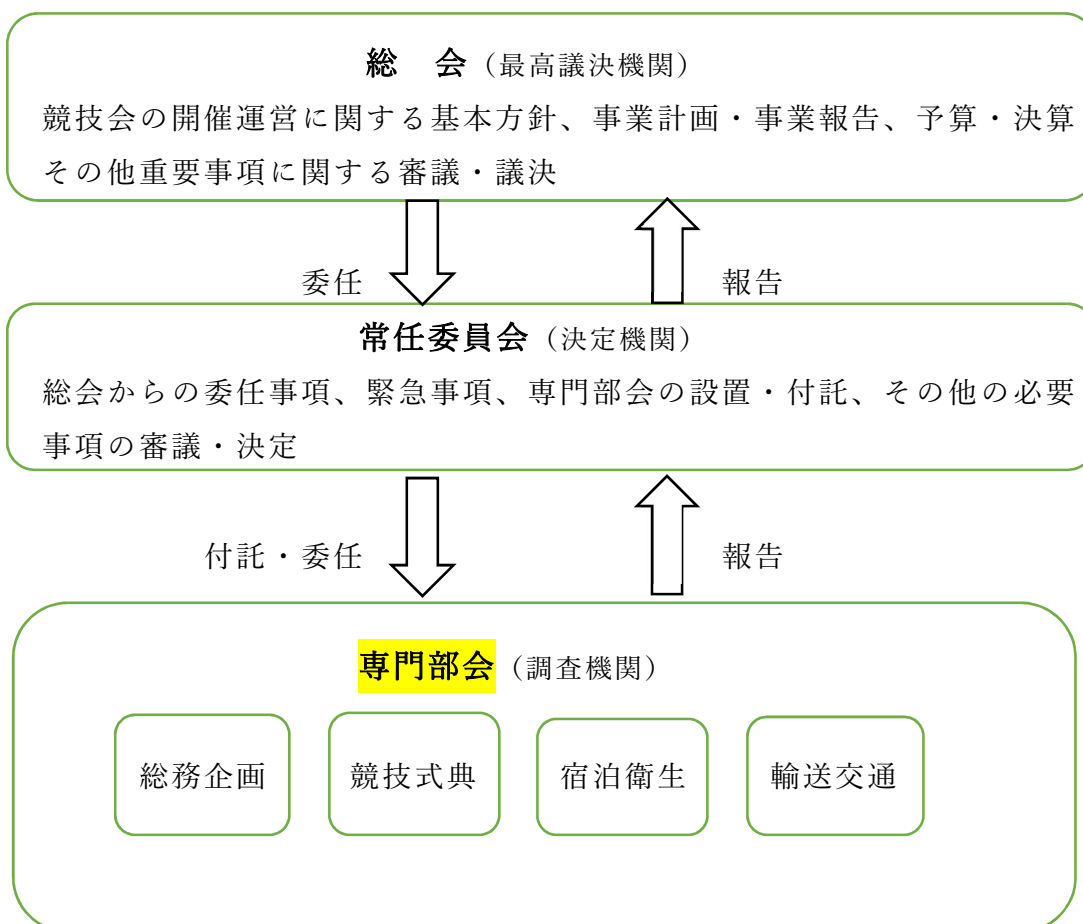 総　会（最高議決機関）
競技会の開催運営に関する基本方針、事業計画・事業報告、予算・決算
その他重要事項に関する審議・議決
委任
報告
常任委員会（決定機関）
総会からの委任事項、緊急事項、専門部会の設置・付託、その他の必要
事項の審議・決定
付託・委任
報告
専門部会（調査機関）
総務企画
競技式典
宿泊衛生
輸送交通